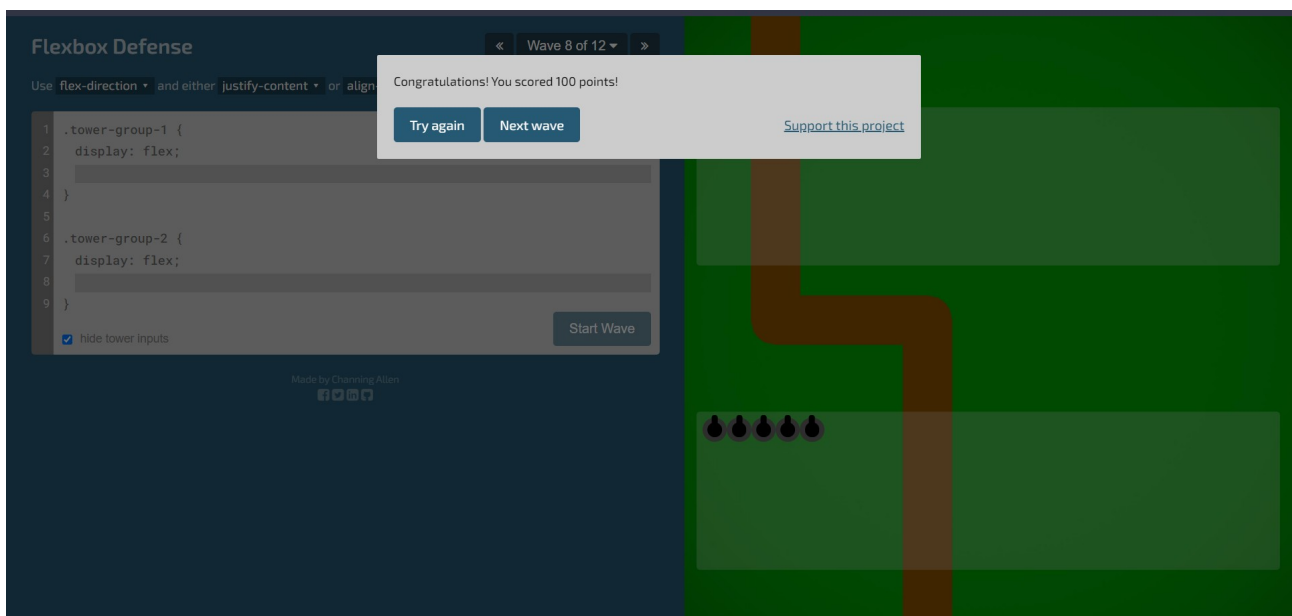 Flexbox Defense
« Wave 8 of 12 »
Use flex-direction and either justify-content or align-
Congratulations! You scored 100 points!
Try again Next wave Support this project
1 .tower-group-1 {
2 display: flex;
3
4 }
5
6 .tower-group-2 {
7 display: flex;
8
9 }
hide tower inputs
Start Wave
Made by Channing Allen